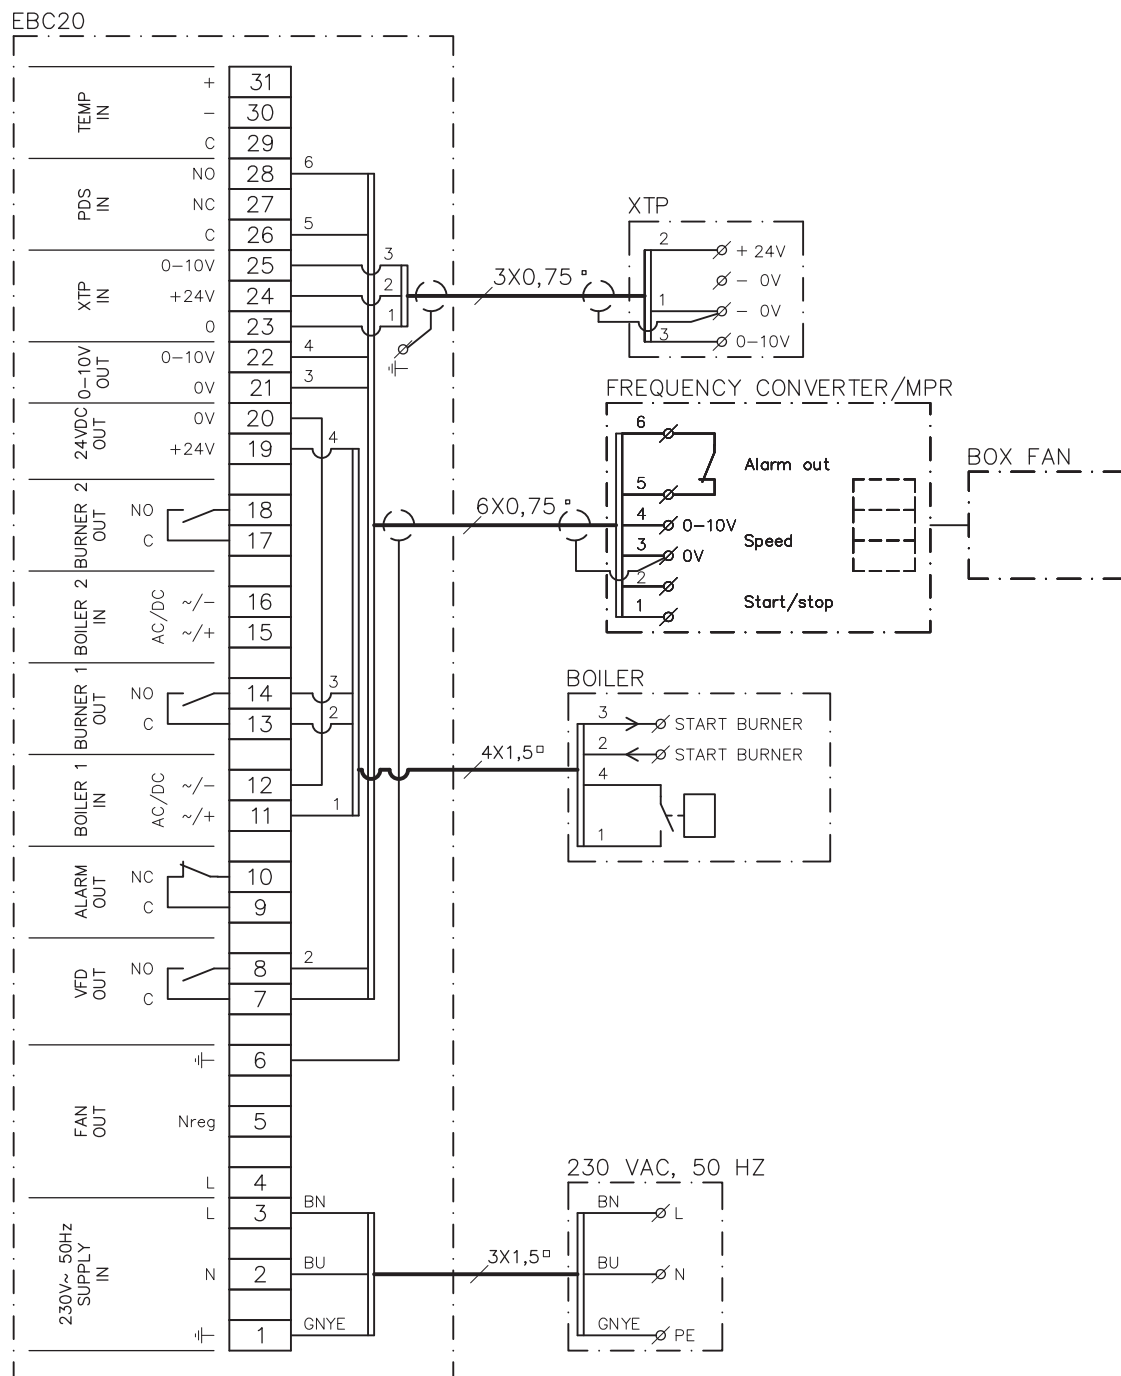 EBC20
TEMP
IN
+ 31
- 30
C 29
PDS
IN
NO 28 6
NC 27
C 26 5
XTP
IN
0-10V 25 3
+24V 24 2
0 23 1
0-10V
OUT
0-10V 22 4
0V 21 3
24VDC
OUT
0V 20
+24V 19 4
BURNER 2
OUT
NO 18
C 17
BOILER 2
IN
AC/DC
~/- 16
~/+ 15
BURNER 1
OUT
NO 14 3
C 13 2
BOILER 1
IN
AC/DC
~/- 12
~/+ 11 1
ALARM
OUT
NC 10
C 9
VFD
OUT
NO 8 2
C 7
FAN
OUT
6
Nreg 5
L 4
230V~ 50Hz
SUPPLY
IN
L 3 BN
N 2 BU
1 GNYE
3X0,75
XTP
2 + 24V
- 0V
1 - 0V
3 0-10V
6X0,75
FREQUENCY CONVERTER/MPR
6
Alarm out
5
4 0-10V
Speed
3 0V
2
Start/stop
1
BOX FAN
4X1,5
BOILER
3 START BURNER
2 START BURNER
4
1
3X1,5
230 VAC, 50 HZ
BN L
BU N
GNYE PE